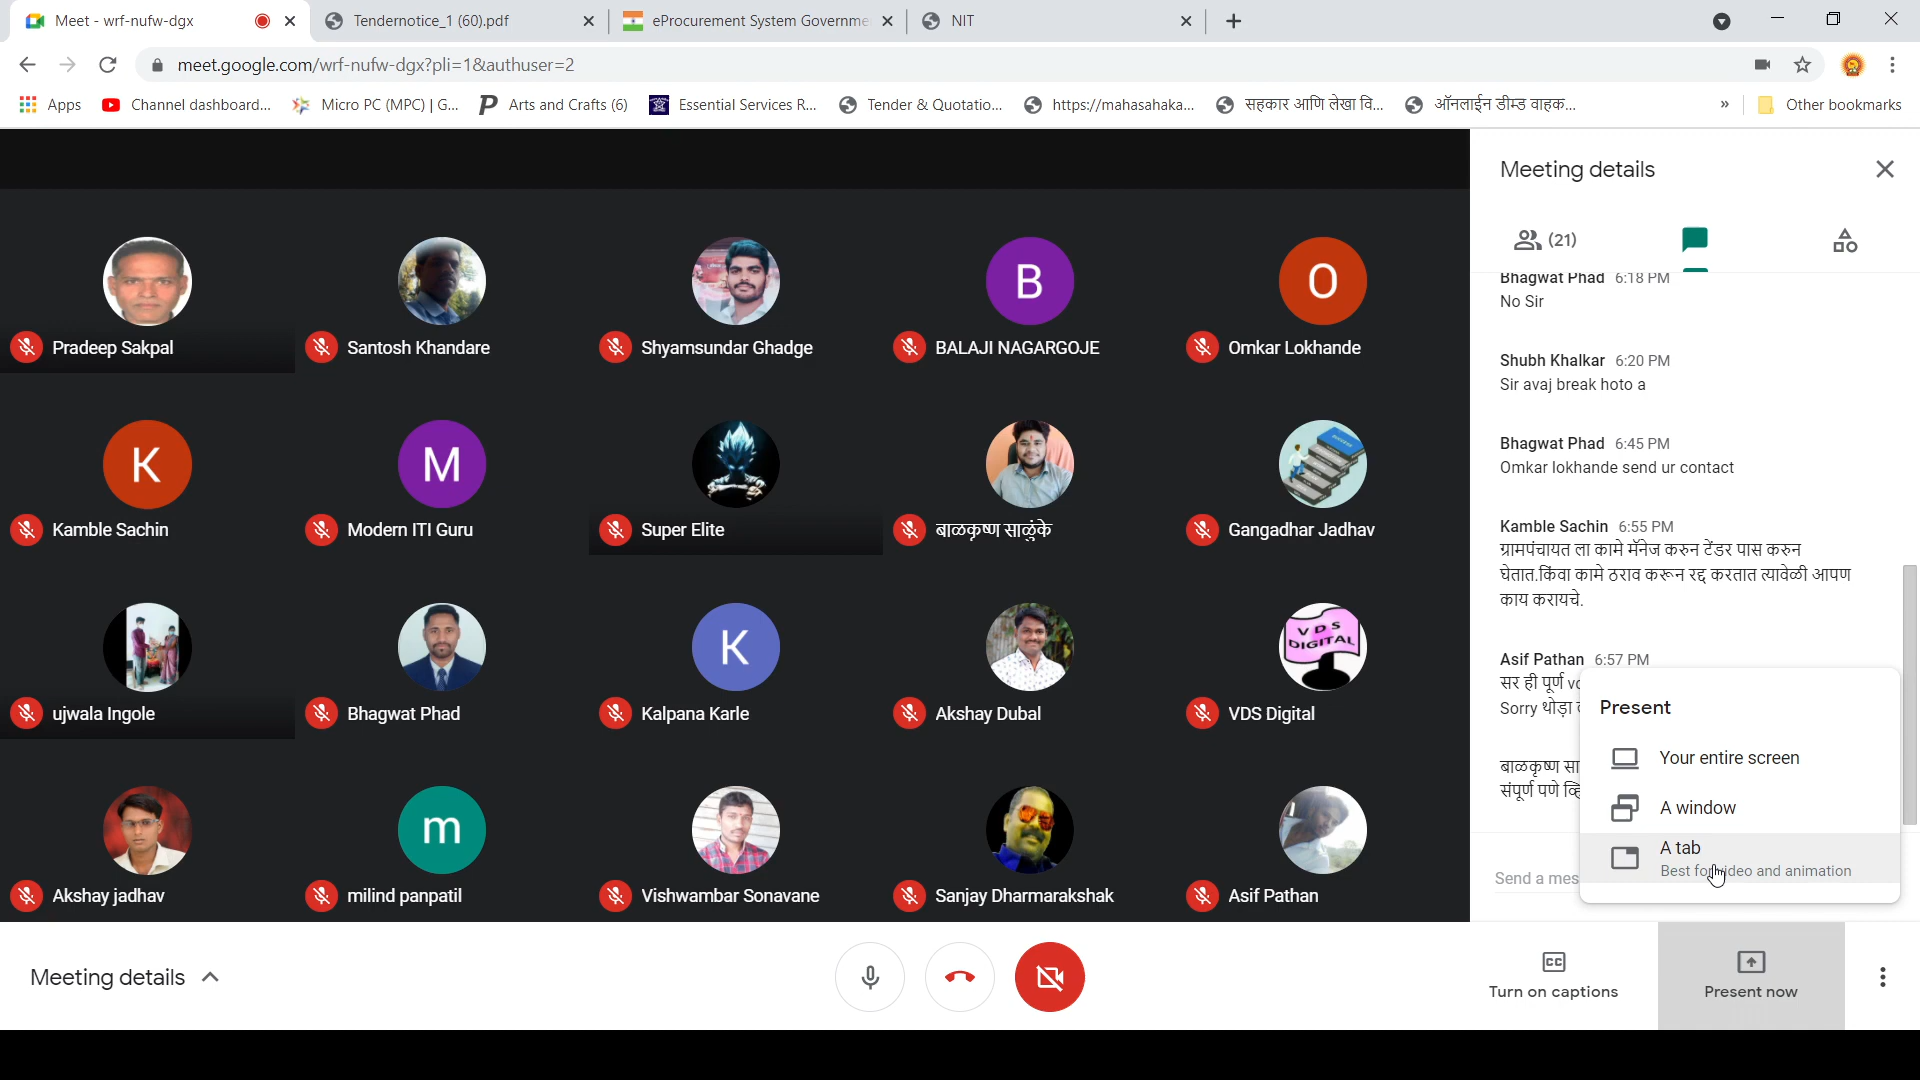 Meet - wrf-nufw-dgx
Tendernotice_1 (60).pdf
eProcurement System Governme
NIT
meet.google.com/wrf-nufw-dgx?pli=1&authuser=2
Apps
Channel dashboard...
Micro PC (MPC) | G...
P
Arts and Crafts (6)
Essential Services R...
Tender & Quotatio...
https://mahasahaka...
सहकार आणि लेखा वि...
ऑनलाईन डीम्ड वाहक...
»
Other bookmarks
Pradeep Sakpal
Santosh Khandare
Shyamsundar Ghadge
B
BALAJI NAGARGOJE
O
Omkar Lokhande
K
Kamble Sachin
M
Modern ITI Guru
Super Elite
बाळकृष्ण साळुंके
SUCCESS
Gangadhar Jadhav
ujwala Ingole
Bhagwat Phad
K
Kalpana Karle
Akshay Dubal
VDS
DIGITAL
VDS Digital
Akshay jadhav
m
milind panpatil
Vishwambar Sonavane
Sanjay Dharmarakshak
Asif Pathan
Meeting details
(21)
Bhagwat Phad 6:18 PM
No Sir
Shubh Khalkar 6:20 PM
Sir avaj break hoto a
Bhagwat Phad 6:45 PM
Omkar lokhande send ur contact
Kamble Sachin 6:55 PM
ग्रामपंचायत ला कामे मॅनेज करुन टेंडर पास करुन
घेतात.किंवा कामे ठराव करून रद्द करतात त्यावेळी आपण
काय करायचे.
Asif Pathan 6:57 PM
सर ही पूर्ण
Sorry थोड़ा
बाळकृष्ण सा
संपूर्ण पणे
Send a mes
Present
Your entire screen
A window
A tab
Best for video and animation
Meeting details
Turn on captions
Present now